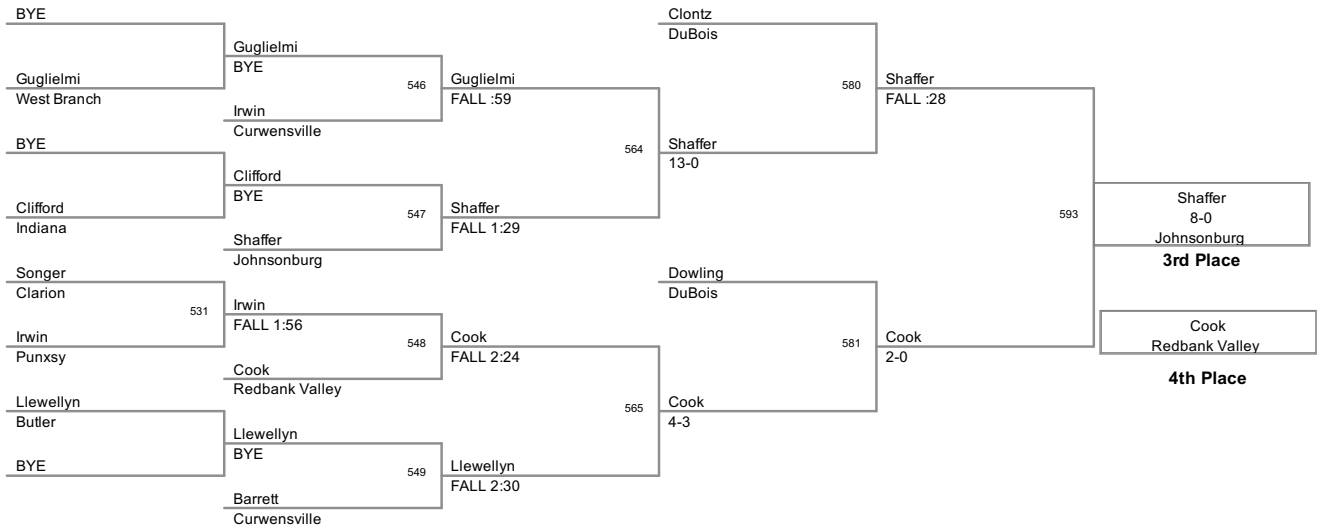 BYE
Guglielmi
West Branch
BYE
Clifford
Indiana
Songer
Clarion
531
Irwin
Punxsy
Llewellyn
Butler
BYE
Guglielmi
BYE
546
Irwin
Curwensville
Clifford
BYE
547
Shaffer
Johnsonburg
Irwin
FALL 1:56
548
Cook
Redbank Valley
Llewellyn
BYE
549
Barrett
Curwensville
Guglielmi
FALL :59
564
Shaffer
FALL 1:29
Cook
FALL 2:24
565
Llewellyn
FALL 2:30
Clontz
DuBois
580
Shaffer
13-0
Dowling
DuBois
581
Cook
4-3
Shaffer
FALL :28
593
Cook
2-0
Shaffer
8-0
Johnsonburg
3rd Place
Cook
Redbank Valley
4th Place